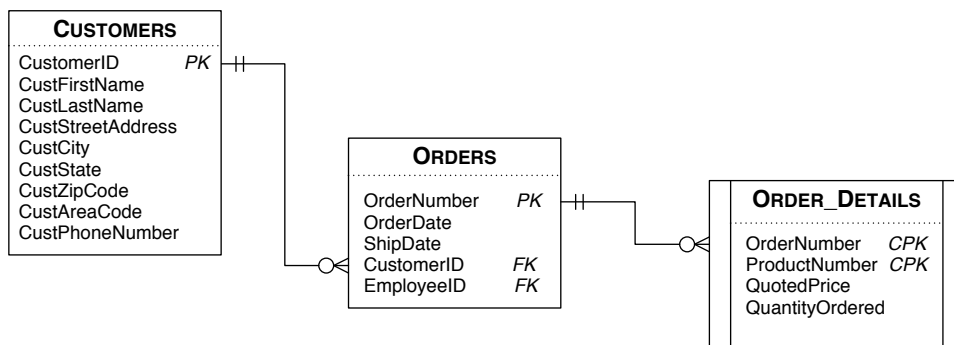 CUSTOMERS
CustomerID PK
CustFirstName
CustLastName
CustStreetAddress
CustCity
CustState
CustZipCode
CustAreaCode
CustPhoneNumber
ORDERS
OrderNumber PK
OrderDate
ShipDate
CustomerID FK
EmployeeID FK
ORDER_DETAILS
OrderNumber CPK
ProductNumber CPK
QuotedPrice
QuantityOrdered